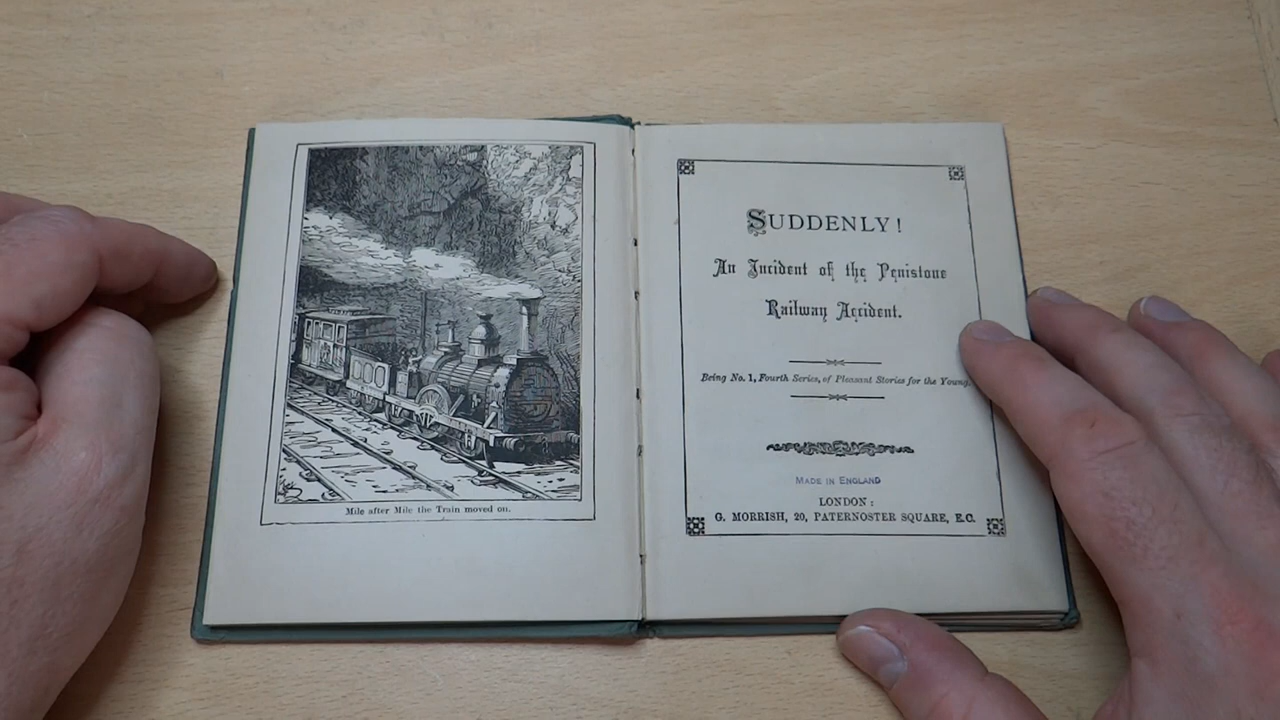 Mile after Mile the Train moved on.
SUDDENLY!
An Incident of the Penistone
Railway Accident.
Being No. 1, Fourth Series, of Pleasant Stories for the Young.
MADE IN ENGLAND
LONDON:
G. MORRISH, 20, PATERNOSTER SQUARE, E.C.